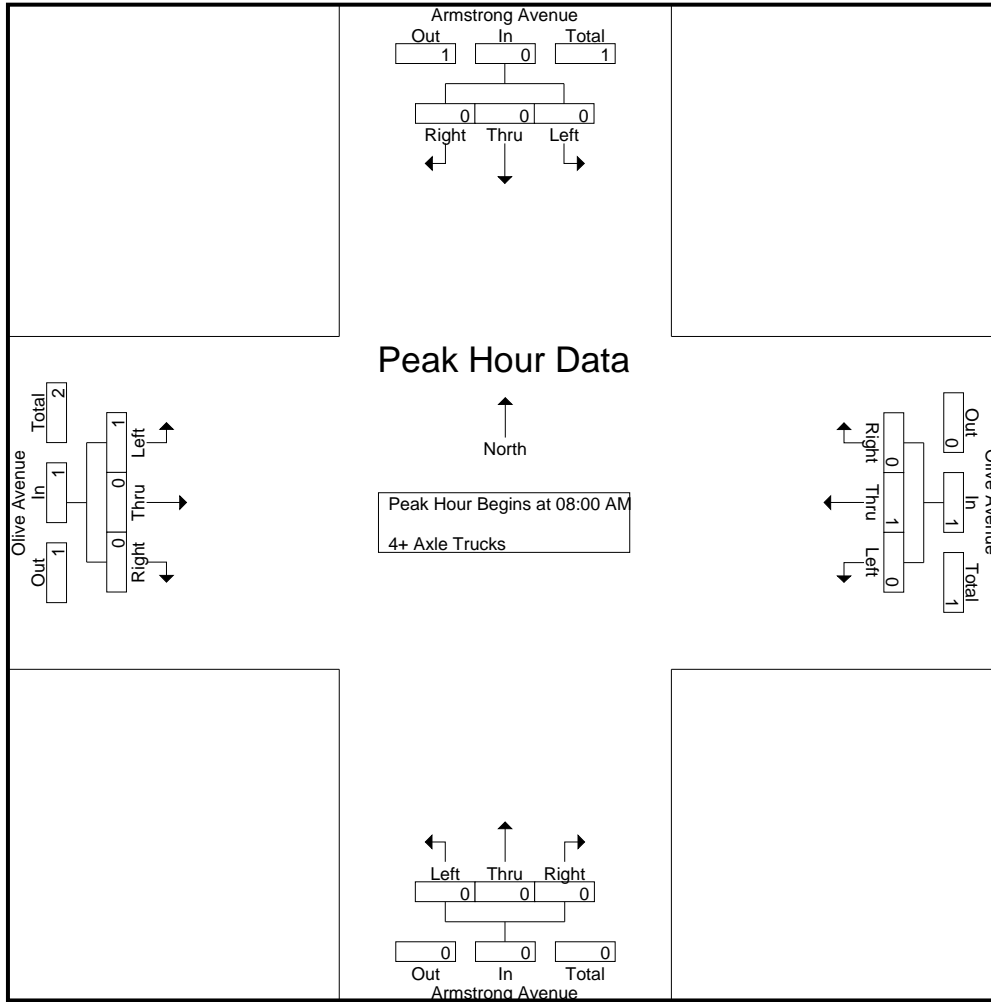 Armstrong Avenue
Out In Total
1 0 1
0 0 0
Right Thru Left
Peak Hour Data
North
Peak Hour Begins at 08:00 AM
4+ Axle Trucks
Olive Avenue
Total In Out
2 1 1
1 0 0
Left Thru Right
Olive Avenue
Out In Total
0 1 1
0 1 0
Right Thru Left
Left Thru Right
0 0 0
0 0 0
Out In Total
Armstrong Avenue